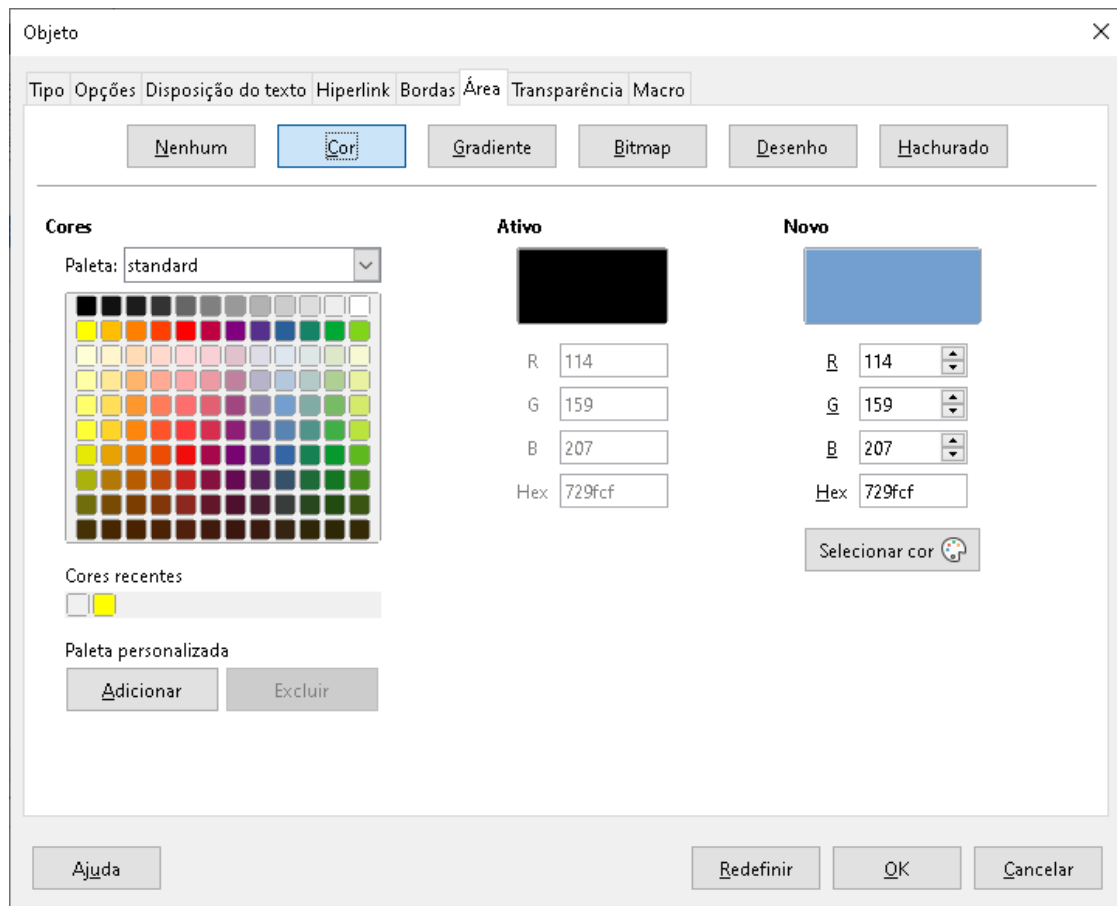 Objeto
Tipo Opções Disposição do texto Hiperlink Bordas Área Transparência Macro
Nenhum Cor Gradiente Bitmap Desenho Hachurado
Cores Ativo Novo
Paleta: standard
R 114 R 114
G 159 G 159
B 207 B 207
Hex 729fcf Hex 729fcf
Selecionar cor
Cores recentes
Paleta personalizada
Adicionar Excluir
Ajuda Redefinir OK Cancelar